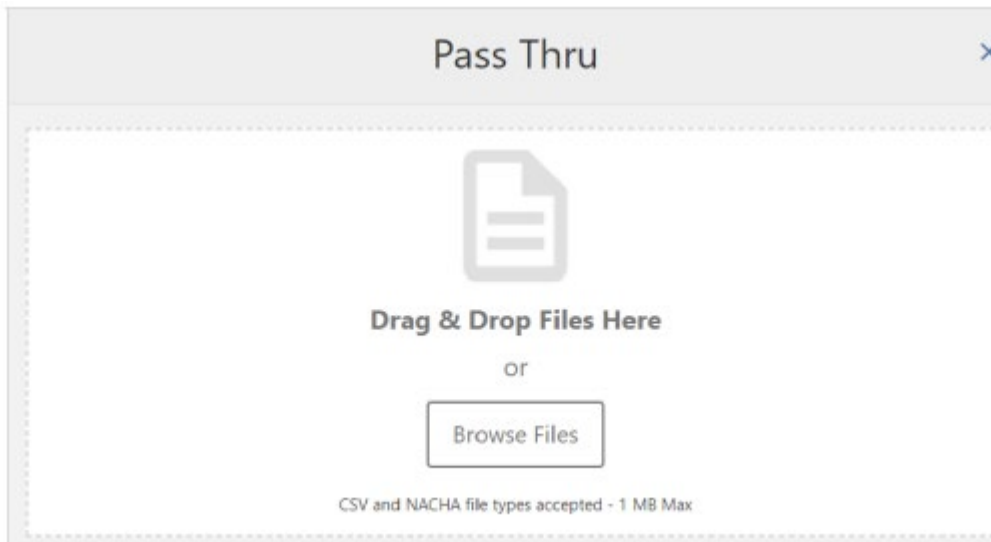 Pass Thru
Drag & Drop Files Here
or
Browse Files
CSV and NACHA file types accepted - 1 MB Max